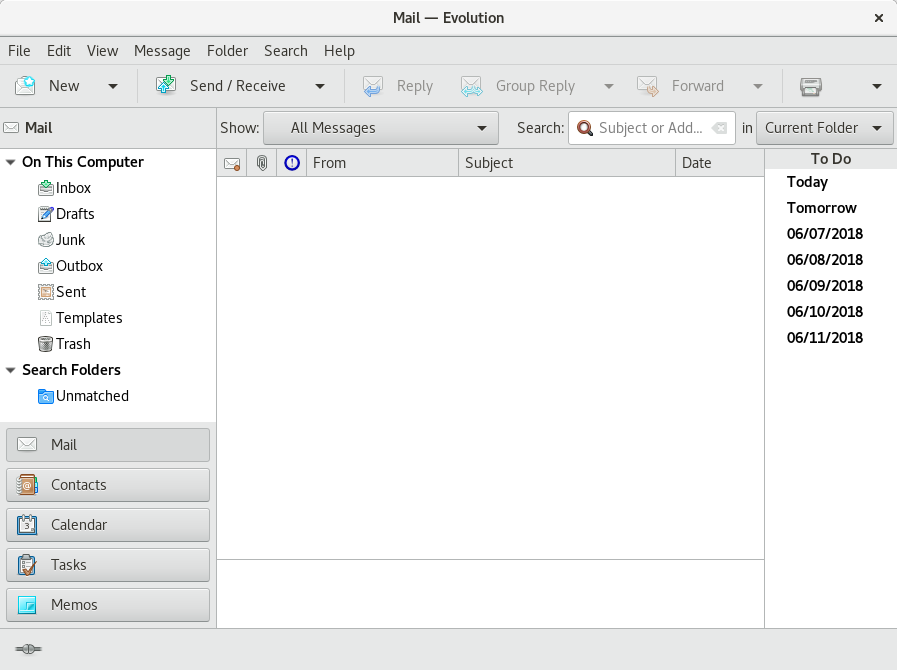 Mail — Evolution
File Edit View Message Folder Search Help
New Send / Receive Reply Group Reply Forward
Mail Show: All Messages Search: Subject or Add... in Current Folder
On This Computer
Inbox
Drafts
Junk
Outbox
Sent
Templates
Trash
Search Folders
Unmatched
Mail
Contacts
3 Calendar
Tasks
Memos
From Subject Date
To Do
Today
Tomorrow
06/07/2018
06/08/2018
06/09/2018
06/10/2018
06/11/2018